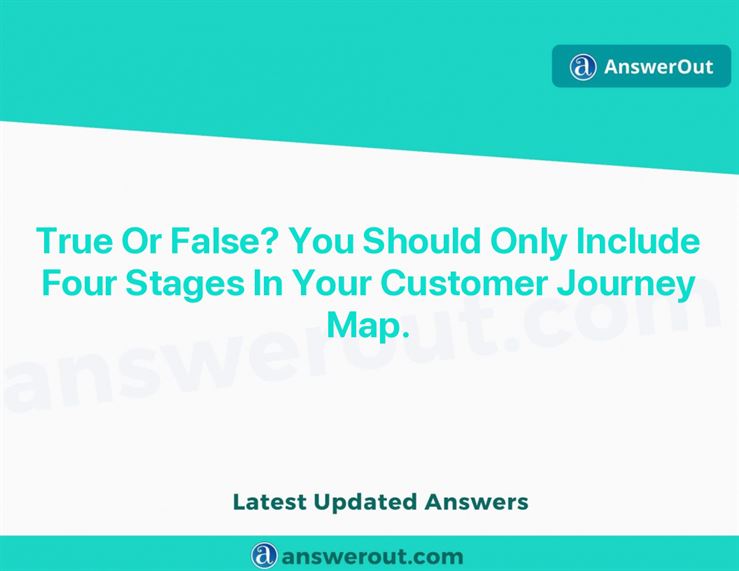 AnswerOut
True Or False? You Should Only Include
Four Stages In Your Customer Journey
Map.
answerout.com
Latest Updated Answers
answerout.com